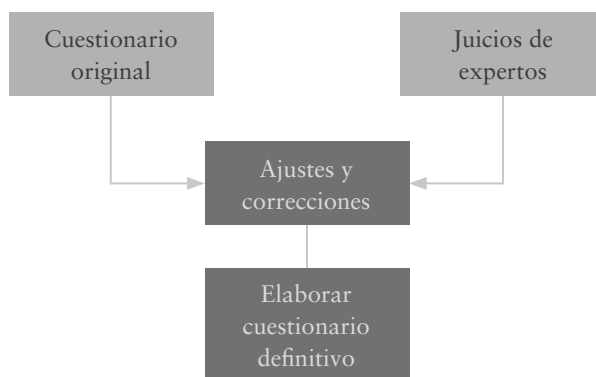 Cuestionario
original
Juicios de
expertos
Ajustes y
correcciones
Elaborar
cuestionario
definitivo